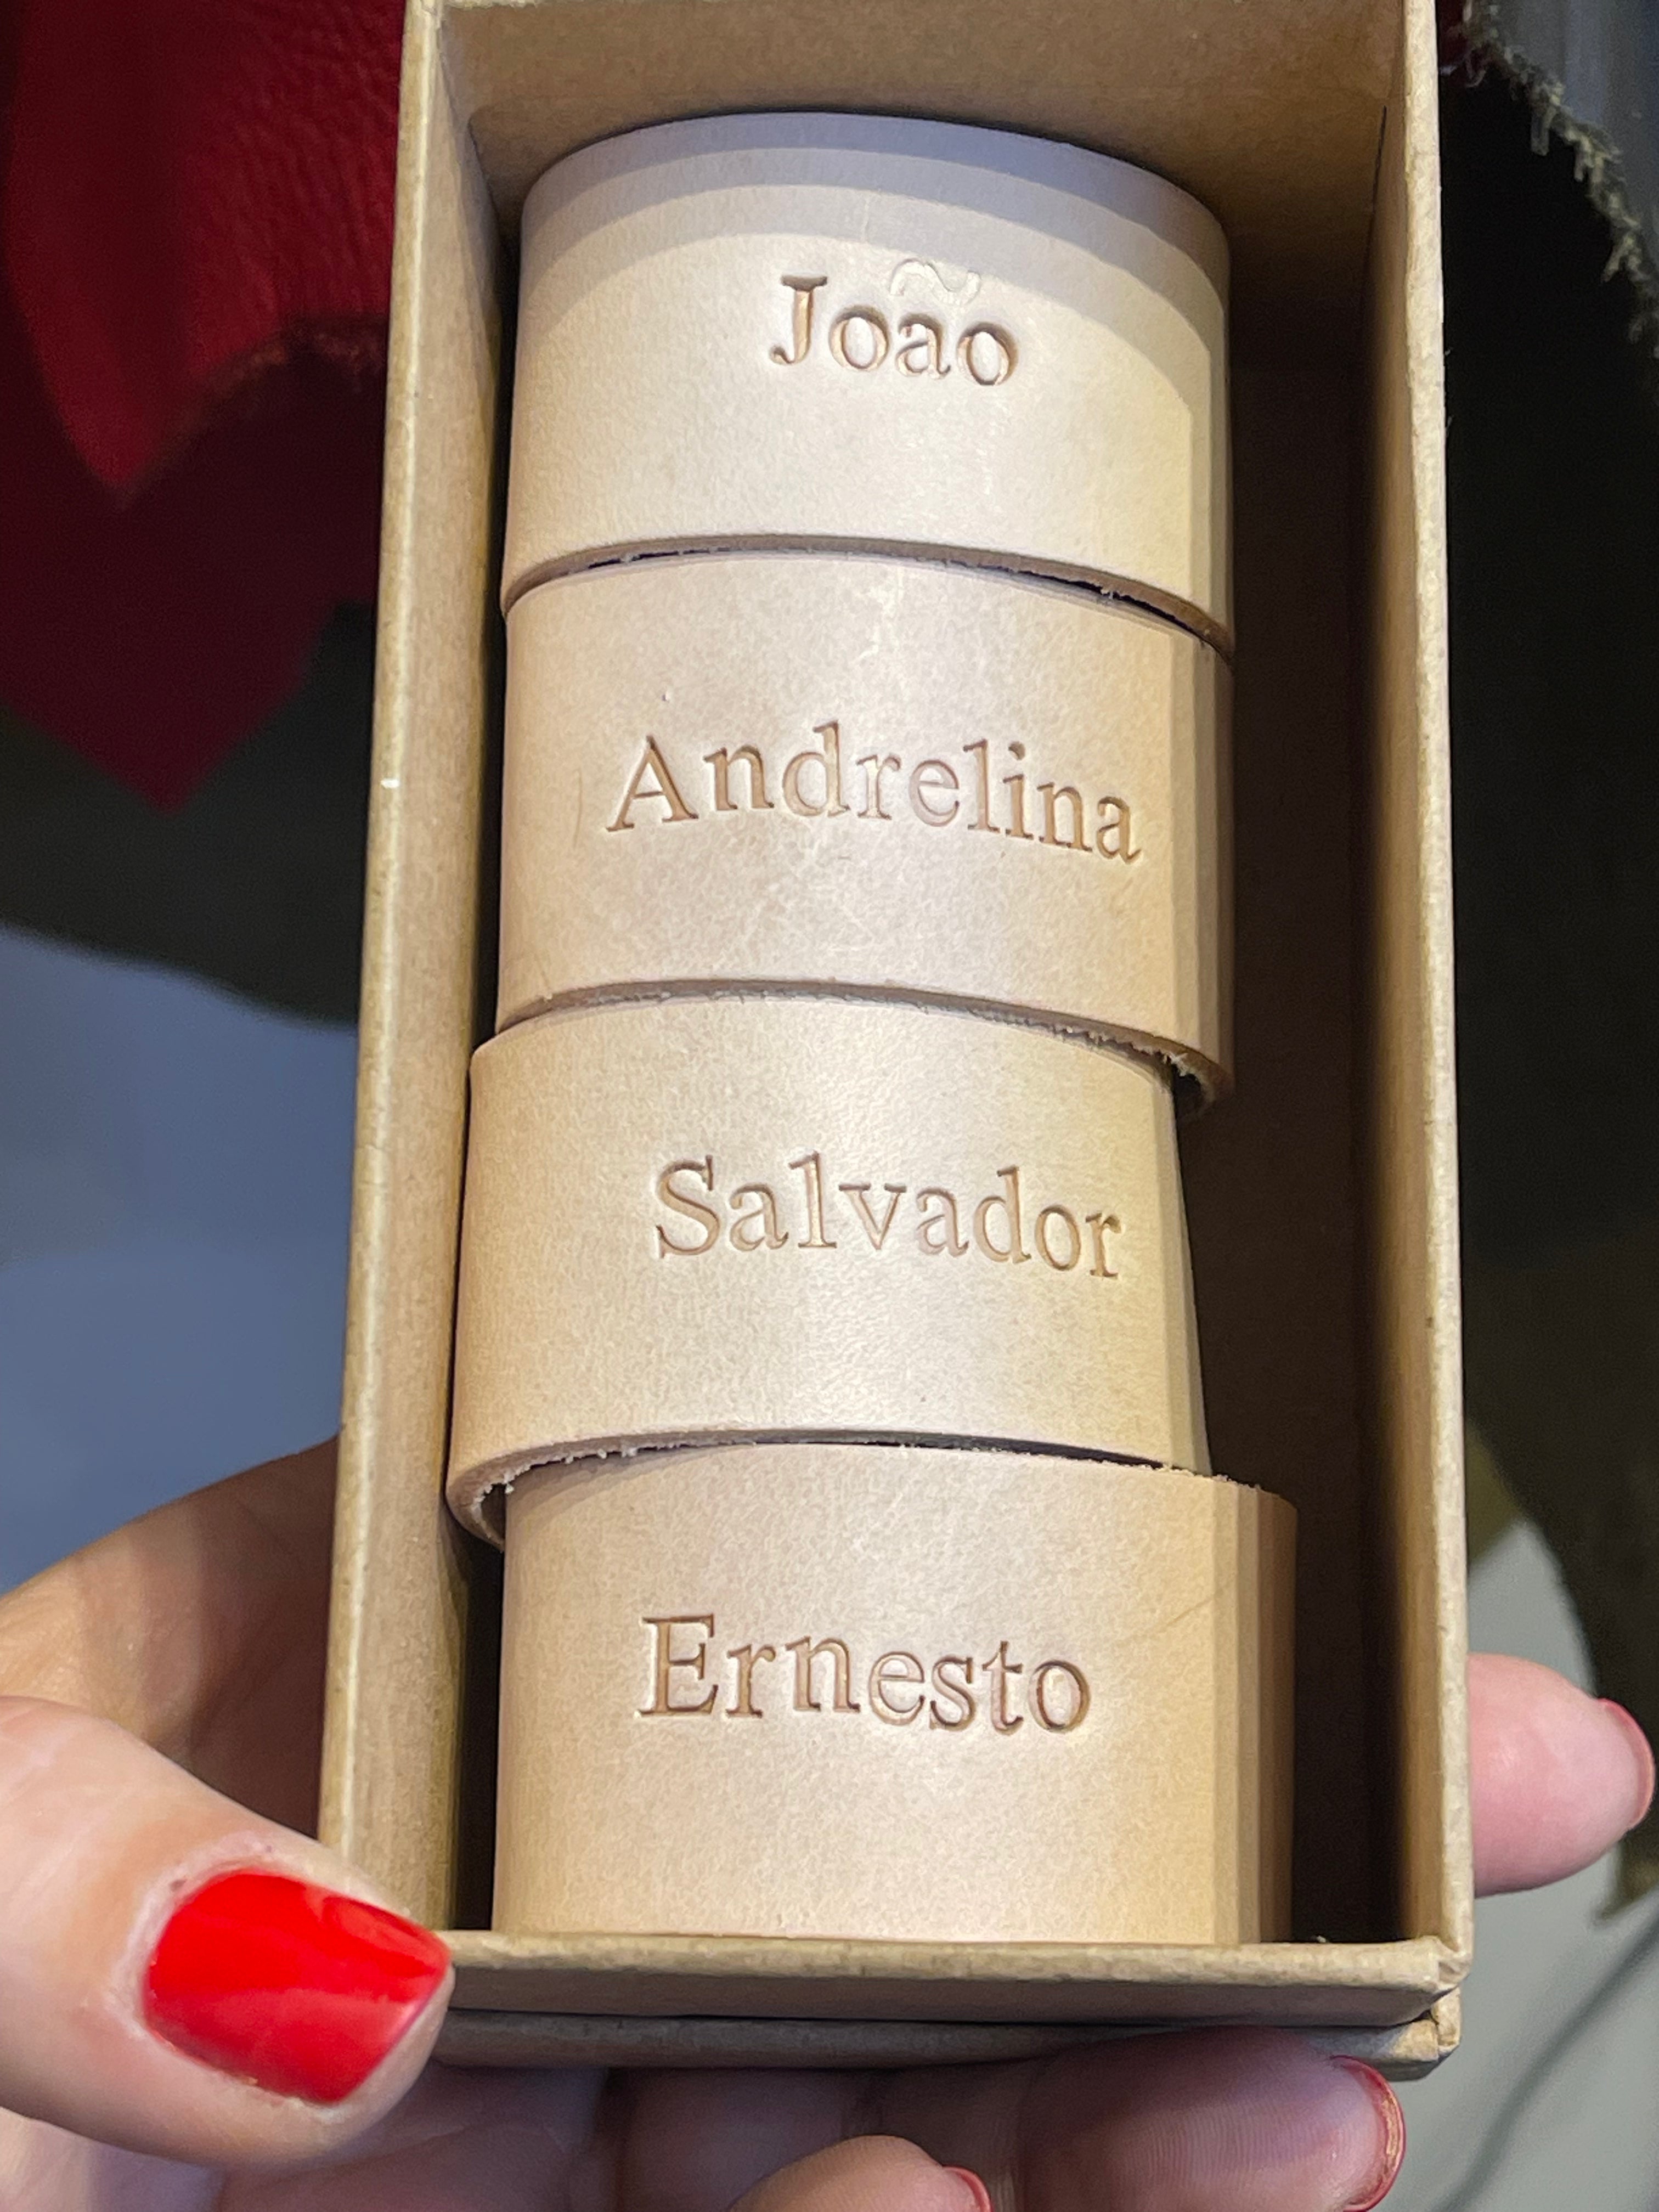 João
Andrelina
Salvador
Ernesto